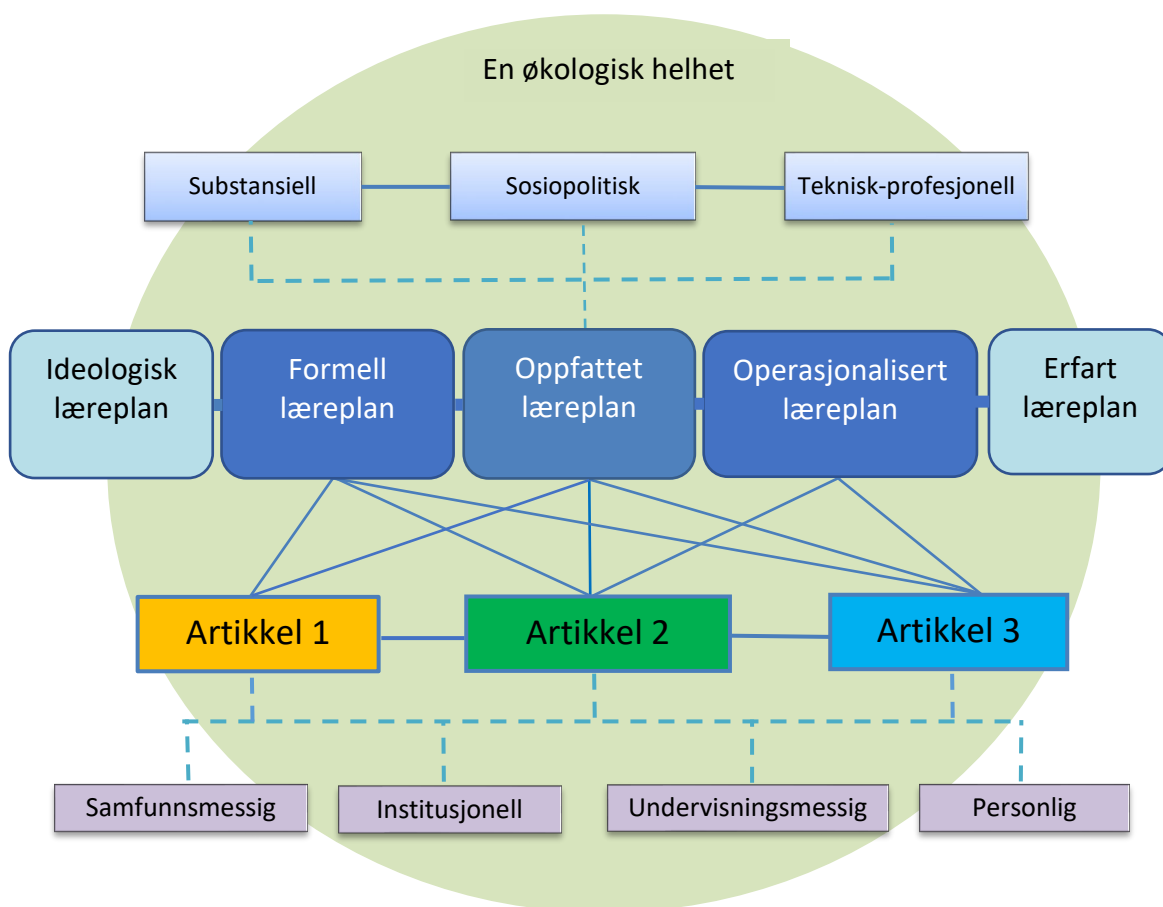 En økologisk helhet
Substansiell
Sosiopolitisk
Teknisk-profesjonell
Ideologisk
læreplan
Formell
læreplan
Oppfattet
læreplan
Operasjonalisert
læreplan
Erfart
læreplan
Artikkel 1
Artikkel 2
Artikkel 3
Samfunnsmessig
Institusjonell
Undervisningsmessig
Personlig